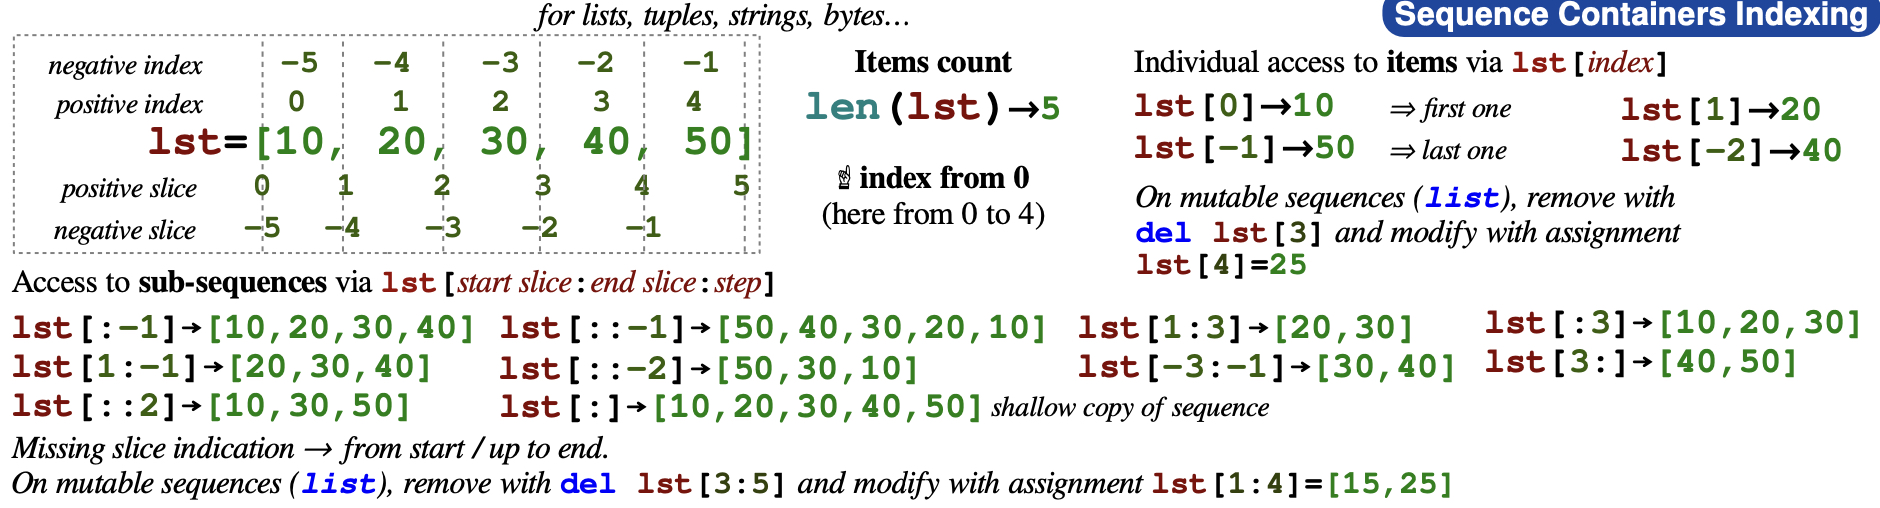 for lists, tuples, strings, bytes…
Sequence Containers Indexing
negative index -5 -4 -3 -2 -1
positive index 0 1 2 3 4
lst=[10, 20, 30, 40, 50]
positive slice 0 1 2 3 4 5
negative slice -5 -4 -3 -2 -1
Items count
len(lst)→5
☝ index from 0
(here from 0 to 4)
Individual access to items via lst[index]
lst[0]→10 ⇒ first one lst[1]→20
lst[-1]→50 ⇒ last one lst[-2]→40
On mutable sequences (list), remove with
del lst[3] and modify with assignment
lst[4]=25
Access to sub-sequences via lst[start slice:end slice:step]
lst[:-1]→[10,20,30,40] lst[::-1]→[50,40,30,20,10] lst[1:3]→[20,30] lst[:3]→[10,20,30]
lst[1:-1]→[20,30,40] lst[::-2]→[50,30,10] lst[-3:-1]→[30,40] lst[3:]→[40,50]
lst[::2]→[10,30,50] lst[:]→[10,20,30,40,50] shallow copy of sequence
Missing slice indication → from start / up to end.
On mutable sequences (list), remove with del lst[3:5] and modify with assignment lst[1:4]=[15,25]